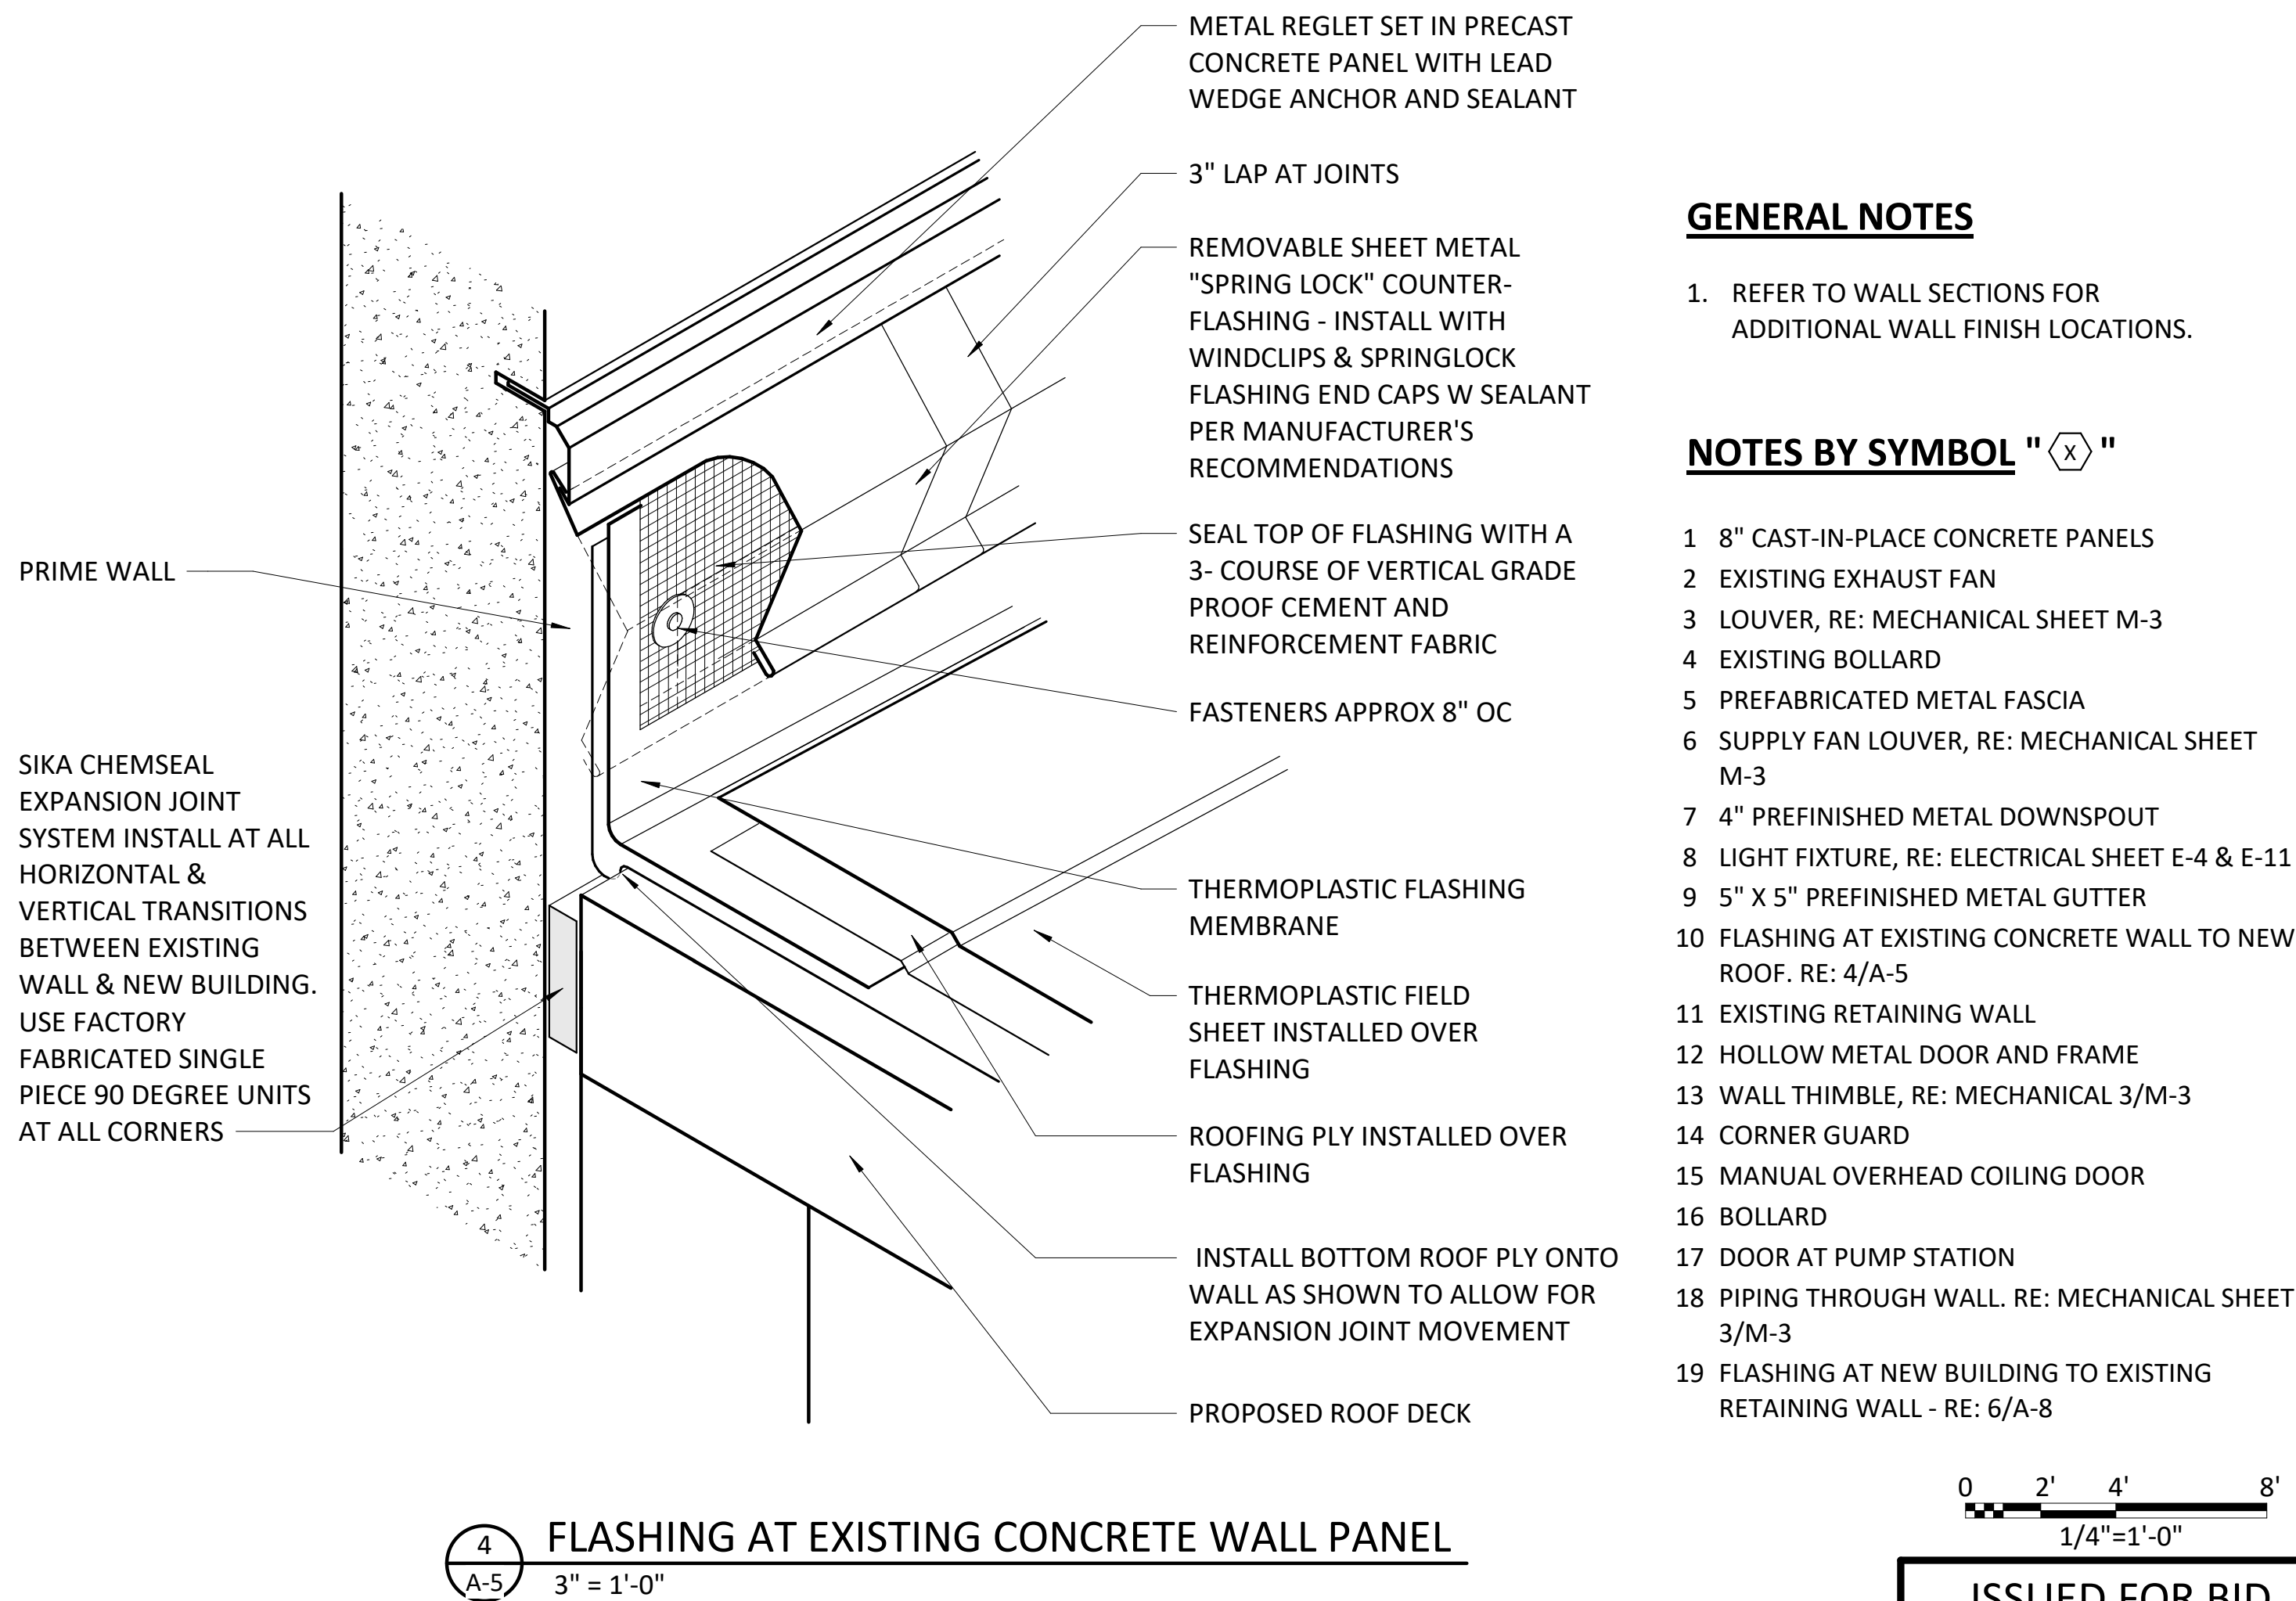 METAL REGLET SET IN PRECAST
CONCRETE PANEL WITH LEAD
WEDGE ANCHOR AND SEALANT
3" LAP AT JOINTS
REMOVABLE SHEET METAL
"SPRING LOCK" COUNTER-
FLASHING - INSTALL WITH
WINDCLIPS & SPRINGLOCK
FLASHING END CAPS W SEALANT
PER MANUFACTURER'S
RECOMMENDATIONS
SEAL TOP OF FLASHING WITH A
3- COURSE OF VERTICAL GRADE
PROOF CEMENT AND
REINFORCEMENT FABRIC
FASTENERS APPROX 8" OC
THERMOPLASTIC FLASHING
MEMBRANE
THERMOPLASTIC FIELD
SHEET INSTALLED OVER
FLASHING
ROOFING PLY INSTALLED OVER
FLASHING
INSTALL BOTTOM ROOF PLY ONTO
WALL AS SHOWN TO ALLOW FOR
EXPANSION JOINT MOVEMENT
PROPOSED ROOF DECK
PRIME WALL
SIKA CHEMSEAL
EXPANSION JOINT
SYSTEM INSTALL AT ALL
HORIZONTAL &
VERTICAL TRANSITIONS
BETWEEN EXISTING
WALL & NEW BUILDING.
USE FACTORY
FABRICATED SINGLE
PIECE 90 DEGREE UNITS
AT ALL CORNERS
4
A-5
FLASHING AT EXISTING CONCRETE WALL PANEL
3" = 1'-0"
GENERAL NOTES
1. REFER TO WALL SECTIONS FOR
ADDITIONAL WALL FINISH LOCATIONS.
NOTES BY SYMBOL " X "
1 8" CAST-IN-PLACE CONCRETE PANELS
2 EXISTING EXHAUST FAN
3 LOUVER, RE: MECHANICAL SHEET M-3
4 EXISTING BOLLARD
5 PREFABRICATED METAL FASCIA
6 SUPPLY FAN LOUVER, RE: MECHANICAL SHEET
M-3
7 4" PREFINISHED METAL DOWNSPOUT
8 LIGHT FIXTURE, RE: ELECTRICAL SHEET E-4 & E-11
9 5" X 5" PREFINISHED METAL GUTTER
10 FLASHING AT EXISTING CONCRETE WALL TO NEW
ROOF. RE: 4/A-5
11 EXISTING RETAINING WALL
12 HOLLOW METAL DOOR AND FRAME
13 WALL THIMBLE, RE: MECHANICAL 3/M-3
14 CORNER GUARD
15 MANUAL OVERHEAD COILING DOOR
16 BOLLARD
17 DOOR AT PUMP STATION
18 PIPING THROUGH WALL. RE: MECHANICAL SHEET
3/M-3
19 FLASHING AT NEW BUILDING TO EXISTING
RETAINING WALL - RE: 6/A-8
0 2' 4' 8'
1/4"=1'-0"
ISSUED FOR BID